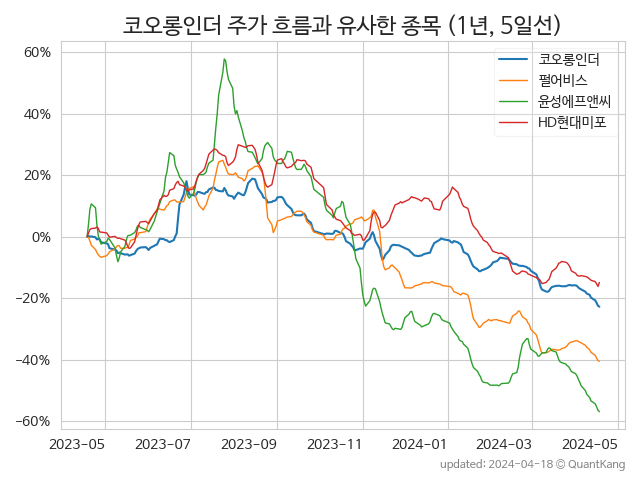 코오롱인더 주가 흐름과 유사한 종목 (1년, 5일선)
코오롱인더
펄어비스
윤성에프앤씨
HD현대미포
60%
40%
20%
0%
−20%
−40%
−60%
2023-05 2023-07 2023-09 2023-11 2024-01 2024-03 2024-05
updated: 2024-04-18 © QuantKang